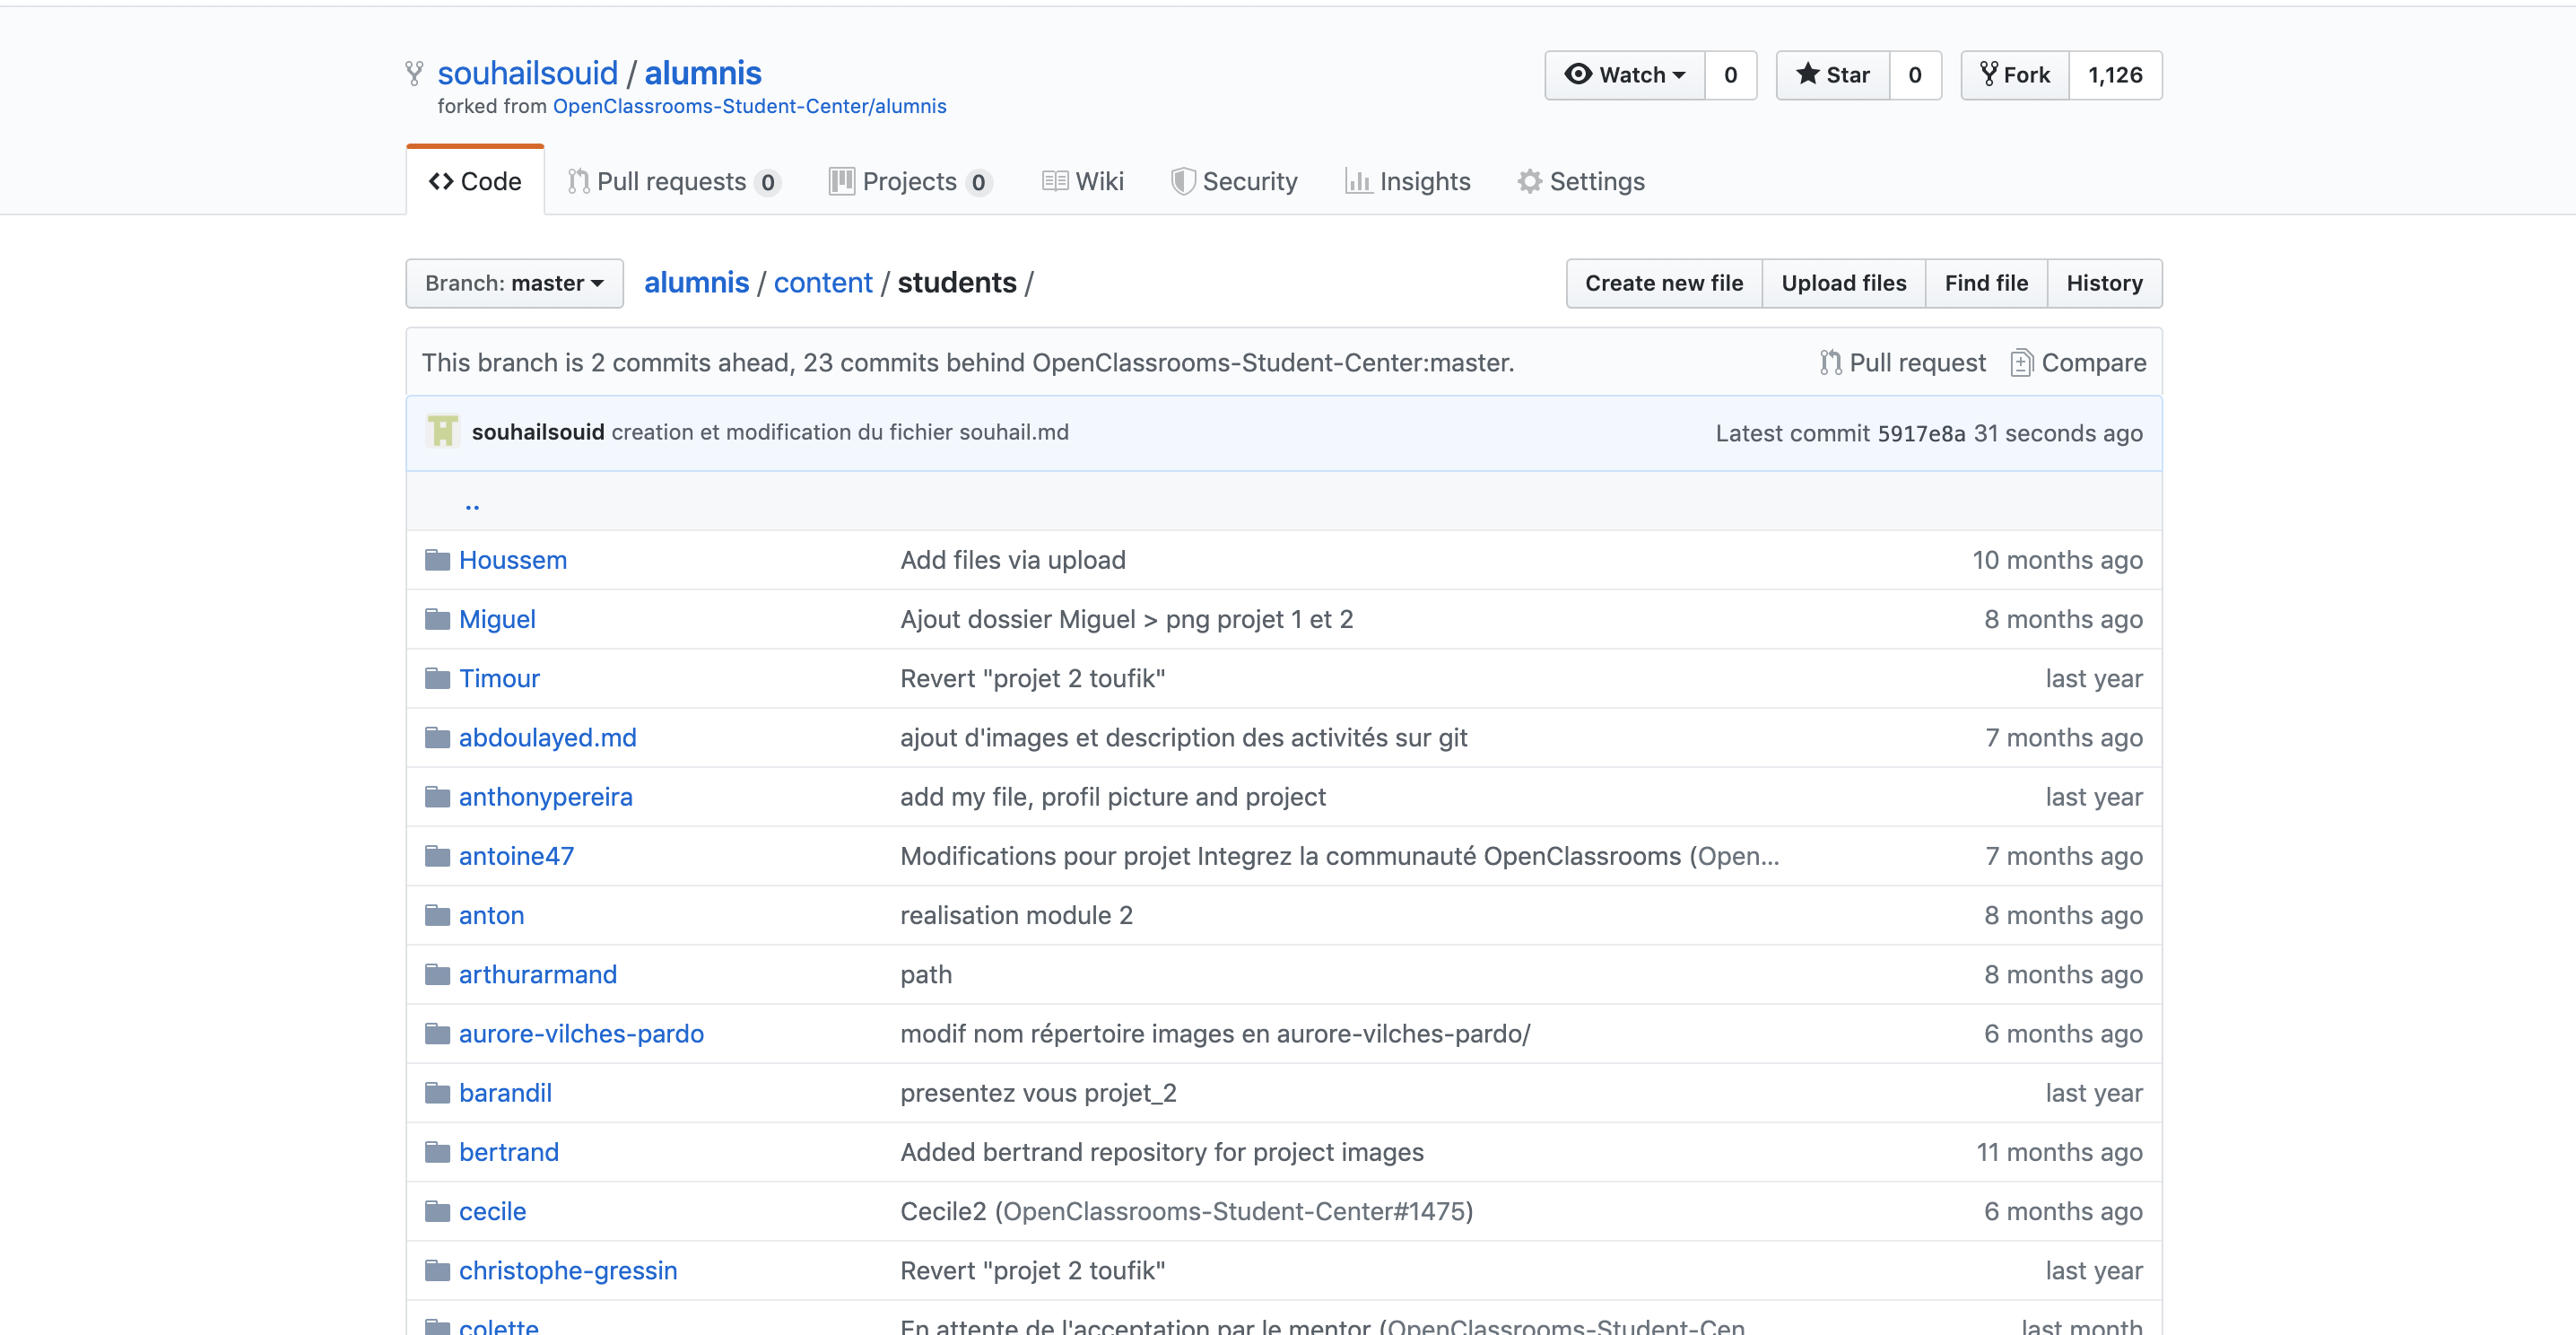 souhailsouid / alumnis
forked from OpenClassrooms-Student-Center/alumnis
Watch 0 Star 0 Fork 1,126
Code Pull requests 0 Projects 0 Wiki Security Insights Settings
Branch: master alumnis / content / students /
Create new file Upload files Find file History
This branch is 2 commits ahead, 23 commits behind OpenClassrooms-Student-Center:master. Pull request Compare
souhailsouid creation et modification du fichier souhail.md Latest commit 5917e8a 31 seconds ago
..
Houssem Add files via upload 10 months ago
Miguel Ajout dossier Miguel > png projet 1 et 2 8 months ago
Timour Revert "projet 2 toufik" last year
abdoulayed.md ajout d'images et description des activités sur git 7 months ago
anthonypereira add my file, profil picture and project last year
antoine47 Modifications pour projet Integrez la communauté OpenClassrooms (Open... 7 months ago
anton realisation module 2 8 months ago
arthurarmand path 8 months ago
aurore-vilches-pardo modif nom répertoire images en aurore-vilches-pardo/ 6 months ago
barandil presentez vous projet_2 last year
bertrand Added bertrand repository for project images 11 months ago
cecile Cecile2 (OpenClassrooms-Student-Center#1475) 6 months ago
christophe-gressin Revert "projet 2 toufik" last year
colette En attente de l'acceptation par le mentor (OpenClassrooms-Student-Cen last month